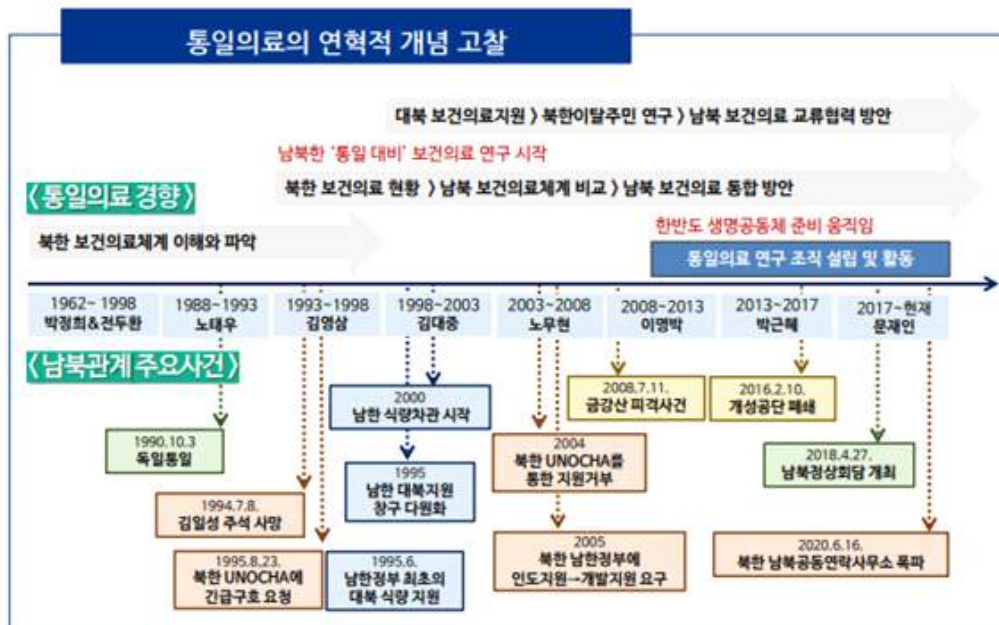 통일의료의 연혁적 개념 고찰
대북 보건의료지원 〉 북한이탈주민 연구 〉 남북 보건의료 교류협력 방안
남북한 '통일 대비' 보건의료 연구 시작
북한 보건의료 현황 〉 남북 보건의료체계 비교 〉 남북 보건의료 통합 방안
〈 통일의료 경향 〉
한반도 생명공동체 준비 움직임
북한 보건의료체계 이해와 파악
통일의료 연구 조직 설립 및 활동
1962~ 1998
박정희&전두환
1988~1993
노태우
1993~1998
김영삼
1998~2003
김대중
2003~2008
노무현
2008~2013
이명박
2013~2017
박근혜
2017~현재
문재인
〈남북관계 주요사건〉
1990.10.3
독일통일
1994.7.8.
김일성 주석 사망
1995.8.23.
북한 UNOCHA에
긴급구호 요청
2000
남한 식량차관 시작
1995
남한 대북지원
창구 다원화
1995.6.
남한정부 최초의
대북 식량 지원
2004
북한 UNOCHA를
통한 지원거부
2005
북한 남한정부에
인도지원→개발지원 요구
2008.7.11.
금강산 피격사건
2016.2.10.
개성공단 폐쇄
2018.4.27.
남북정상회담 개최
2020.6.16.
북한 남북공동연락사무소 폭파